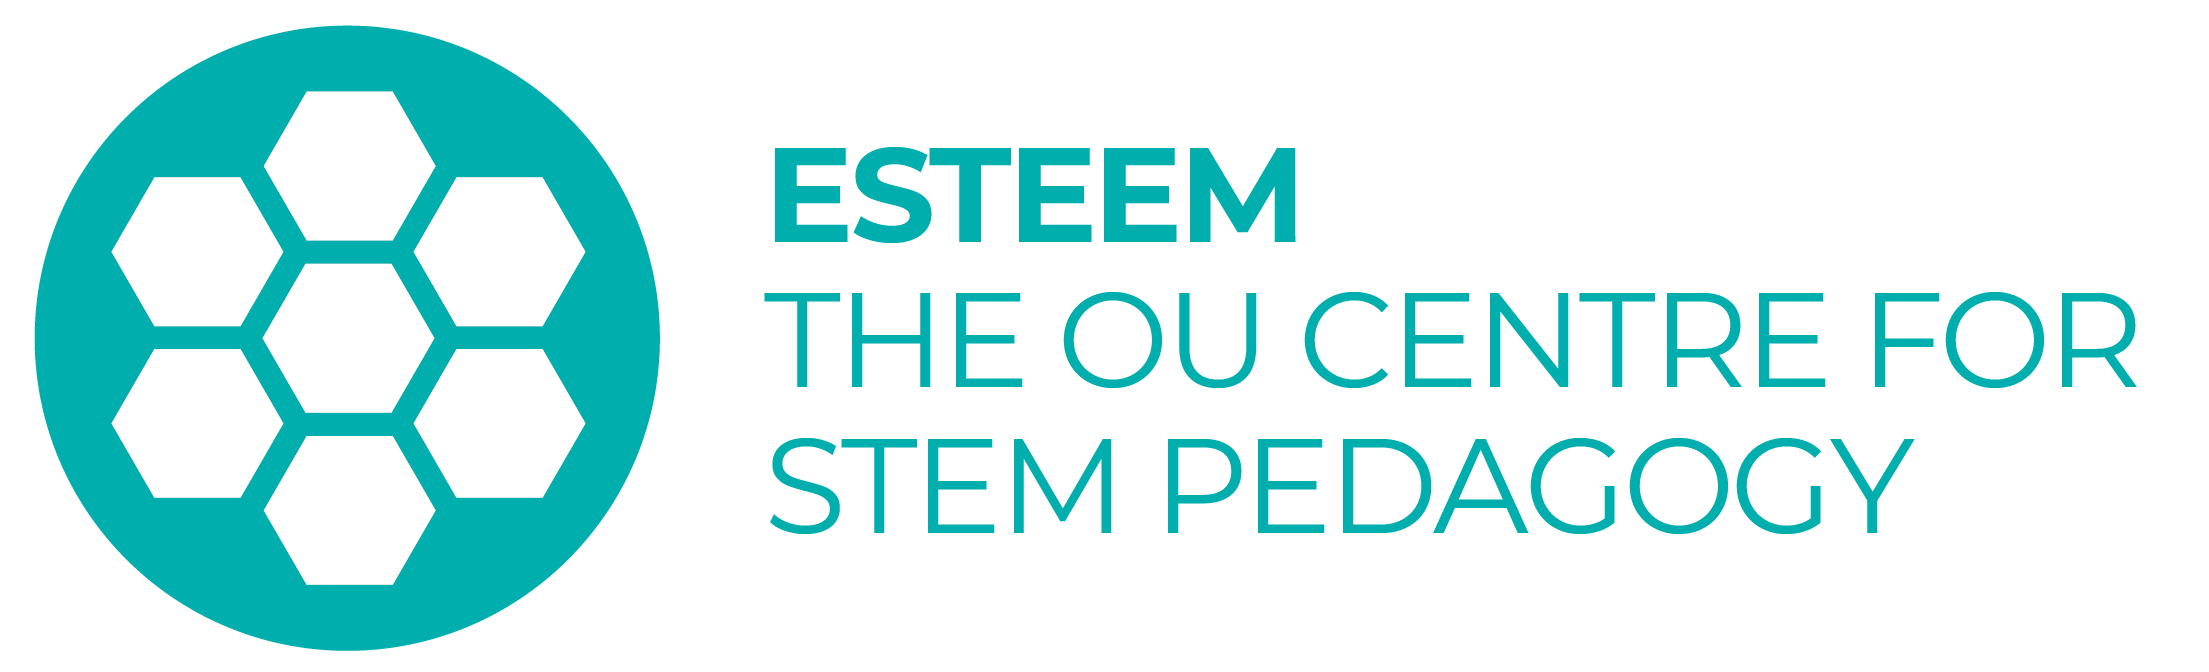 ESTEEM
THE OU CENTRE FOR
STEM PEDAGOGY